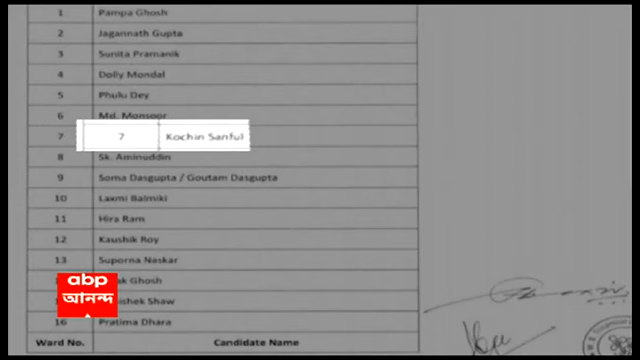 1 Pampa Ghosh
2 Jagannath Gupta
3 Sunita Pramanik
4 Dolly Mondal
5 Phulu Dey
6 Md. Monsoor
7 7 Kochin Sanful
8 Sk. Aminuddin
9 Soma Dasgupta / Goutam Dasgupta
10 Laxmi Balmiki
11 Hira Ram
12 Kaushik Roy
13 Suporna Naskar
Ghosh
Shaw
16 Pratima Dhara
Ward No. Candidate Name
abp
আনন্দ